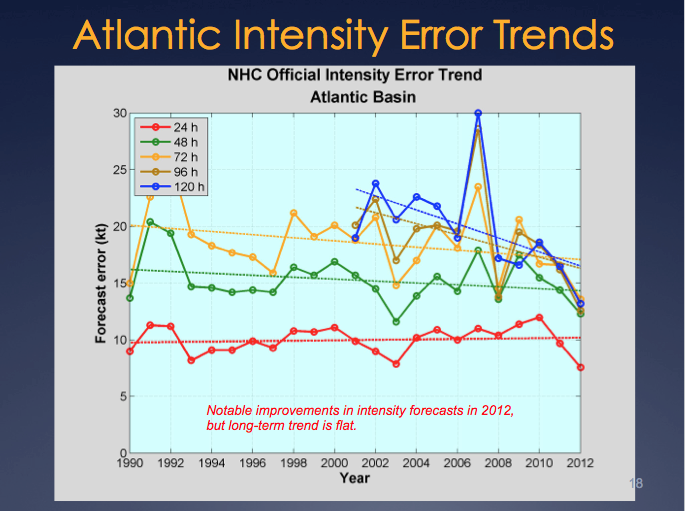 Atlantic Intensity Error Trends
NHC Official Intensity Error Trend
Atlantic Basin
24 h
48 h
72 h
96 h
120 h
30
25
20
15
10
5
0
Forecast error (kt)
Notable improvements in intensity forecasts in 2012,
but long-term trend is flat.
1990 1992 1994 1996 1998 2000 2002 2004 2006 2008 2010 2012
Year
18